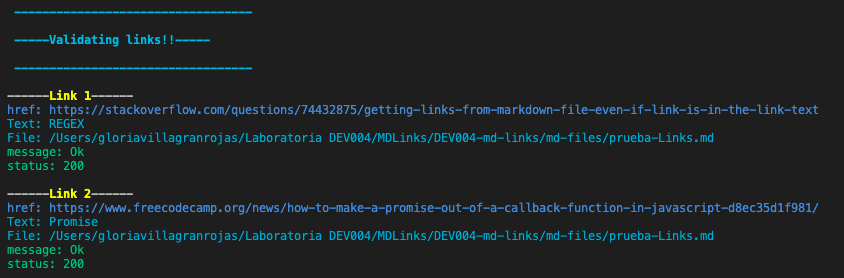 ----------------------------------
-----Validating links!!-----
----------------------------------
------Link 1------
href: https://stackoverflow.com/questions/74432875/getting-links-from-markdown-file-even-if-link-is-in-the-link-text
Text: REGEX
File: /Users/gloriavillagranrojas/Laboratoria DEV004/MDLinks/DEV004-md-links/md-files/prueba-Links.md
message: Ok
status: 200
------Link 2------
href: https://www.freecodecamp.org/news/how-to-make-a-promise-out-of-a-callback-function-in-javascript-d8ec35d1f981/
Text: Promise
File: /Users/gloriavillagranrojas/Laboratoria DEV004/MDLinks/DEV004-md-links/md-files/prueba-Links.md
message: Ok
status: 200